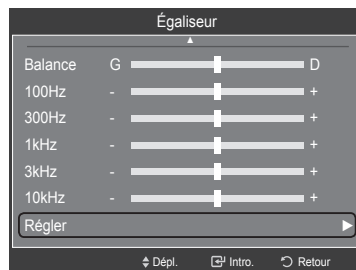 Égaliseur
Balance G D
100Hz - +
300Hz - +
1kHz - +
3kHz - +
10kHz - +
Régler
Dépl. Intro. Retour